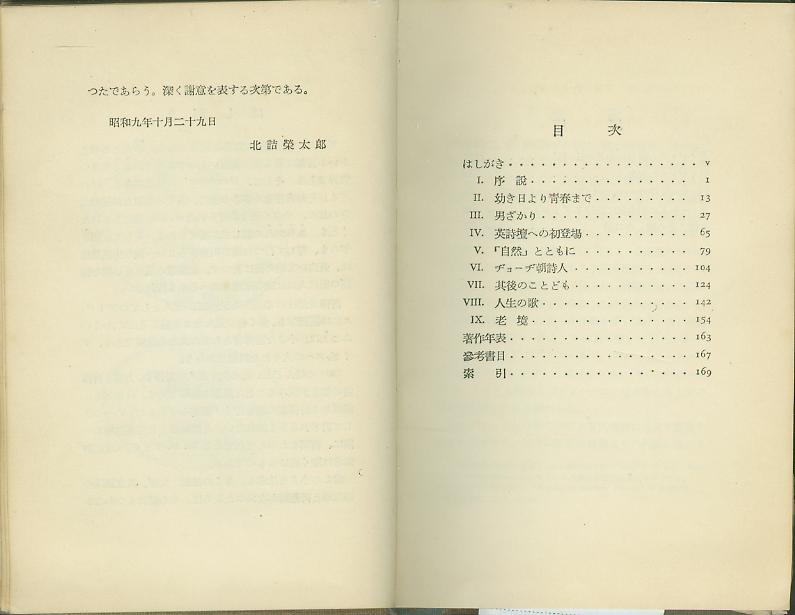 つたであらう。深く謝意を表する次第である。
昭和九年十月二十九日
北詰榮太郎
目 次
はしがき・・・・・・・・・・・・・・ v
I. 序 説・・・・・・・・・・・・・・ 1
II. 幼き日より青春まで・・・・・・・・・ 13
III. 男ざかり・・・・・・・・・・・・・ 27
IV. 英詩壇への初登場・・・・・・・・・・ 65
V. 「自然」とともに・・・・・・・・・・ 79
VI. ヂョーヂ朝詩人・・・・・・・・・・・ 104
VII. 其後のことども・・・・・・・・・・ 124
VIII. 人生の歌・・・・・・・・・・・・ 142
IX. 老 境・・・・・・・・・・・・・・ 154
著作年表・・・・・・・・・・・・・・ 163
參考書目・・・・・・・・・・・・・・ 167
索 引・・・・・・・・・・・・・・・ 169